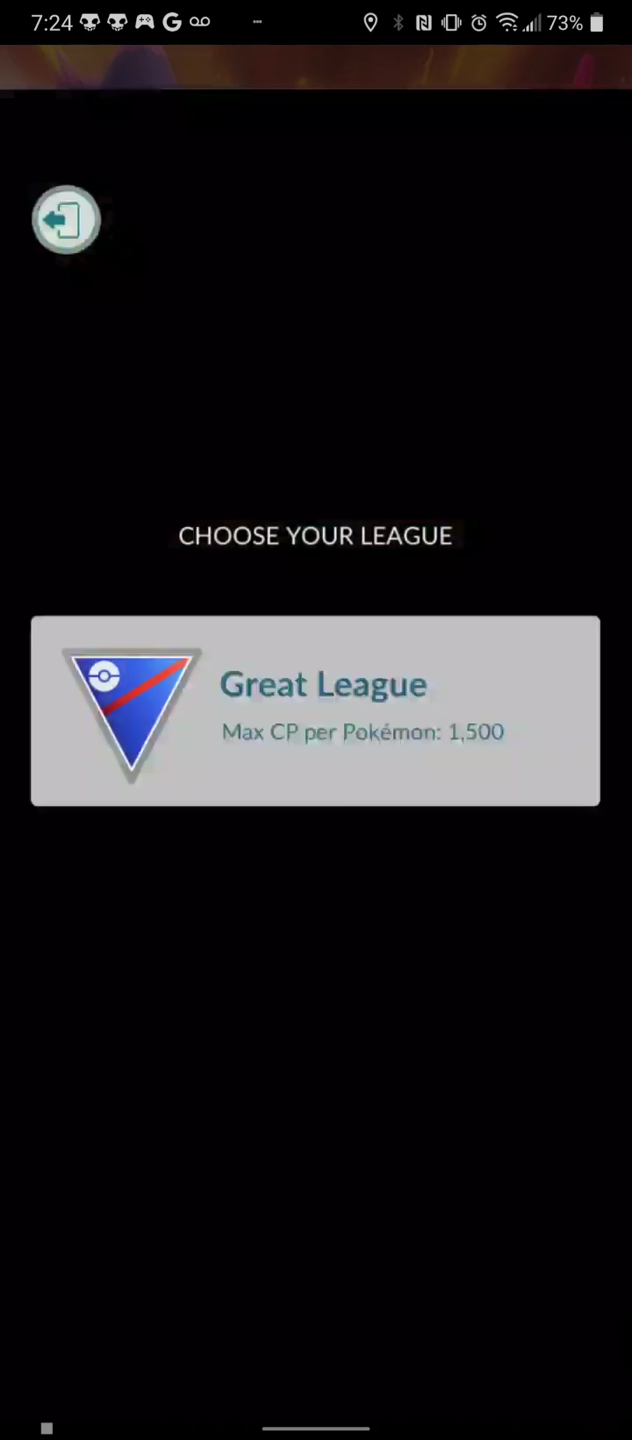 7:24
73%
CHOOSE YOUR LEAGUE
Great League
Max CP per Pokémon: 1,500